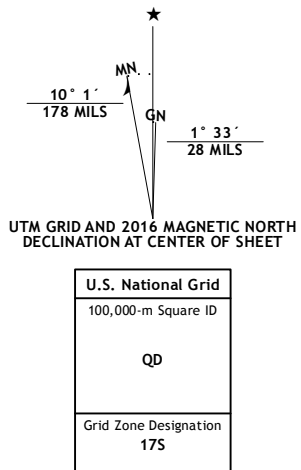 MN
GN
10° 1´
178 MILS
1° 33´
28 MILS
UTM GRID AND 2016 MAGNETIC NORTH
DECLINATION AT CENTER OF SHEET
U.S. National Grid
100,000-m Square ID
QD
Grid Zone Designation
17S